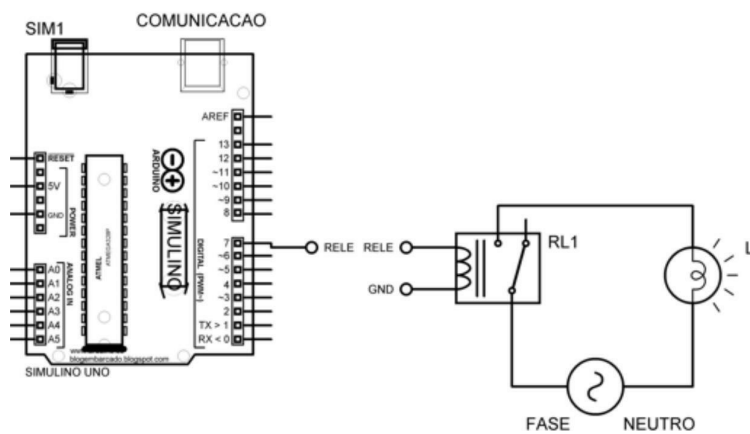 SIM1
COMUNICACAO
AREF
13
12
~11
~10
~9
8
7
~6
~5
4
~3
2
TX > 1
RX < 0
DIGITAL (PWM~)
RESET
5V
GND
POWER
A0
A1
A2
A3
A4
A5
ANALOG IN
ATMEL
ATMEGA328P
ARDUINO
SIMULINO
blogembarcado.blogspot.com
SIMULINO UNO
RELE
RELE
GND
RL1
L
FASE
NEUTRO